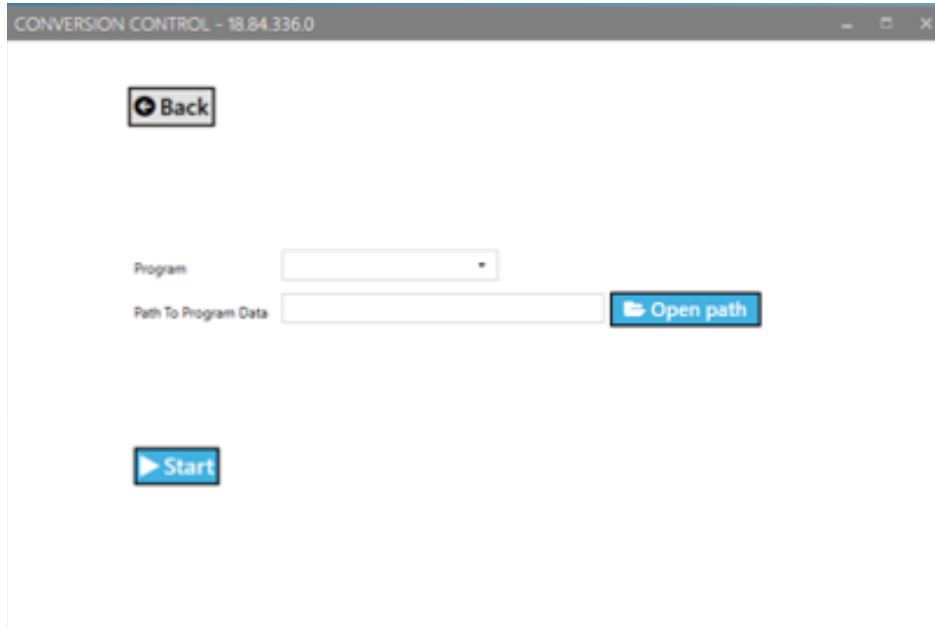 CONVERSION CONTROL - 18.84.336.0
Back
Program
Path To Program Data
Open path
Start